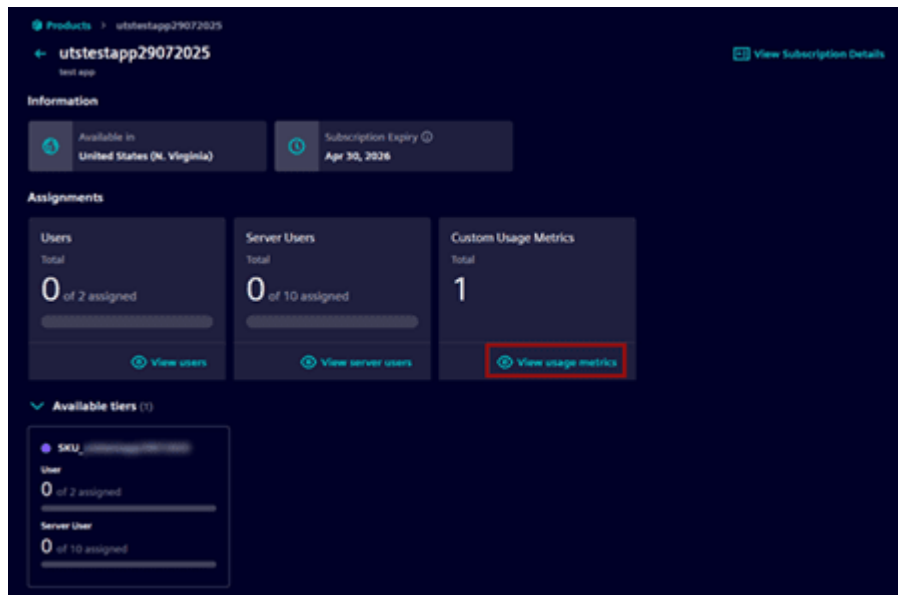 Products > utstestapp29072025
← utstestapp29072025
test app
View Subscription Details
Information
Available in
United States (N. Virginia)
Subscription Expiry
Apr 30, 2026
Assignments
Users
Total
0 of 2 assigned
View users
Server Users
Total
0 of 10 assigned
View server users
Custom Usage Metrics
Total
1
View usage metrics
Available tiers (1)
SKU_
User
0 of 2 assigned
Server User
0 of 10 assigned